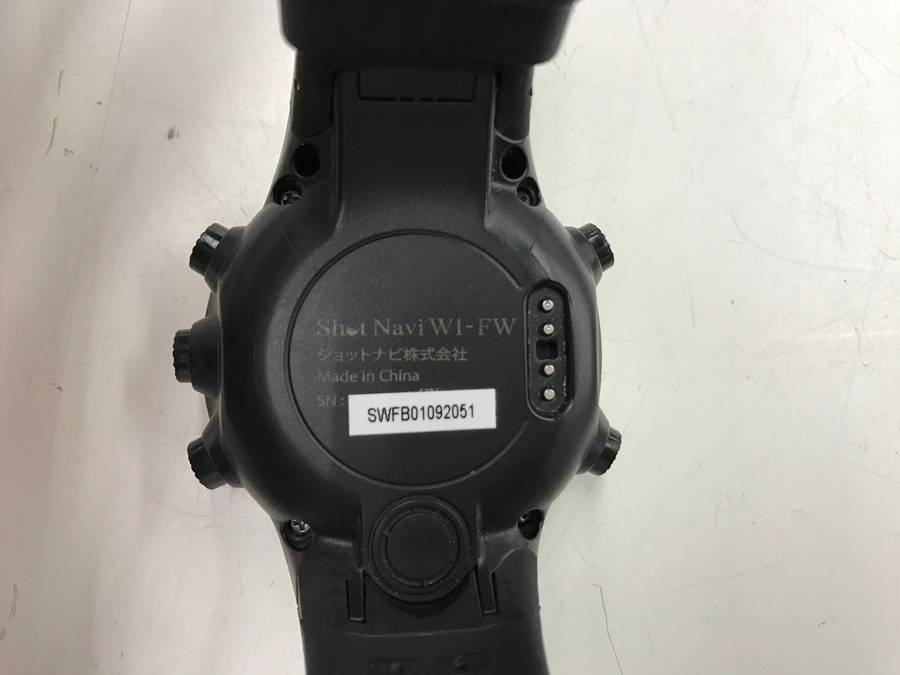 Shot Navi W1-FW
ショットナビ株式会社
Made in China
SN :
SWFB01092051